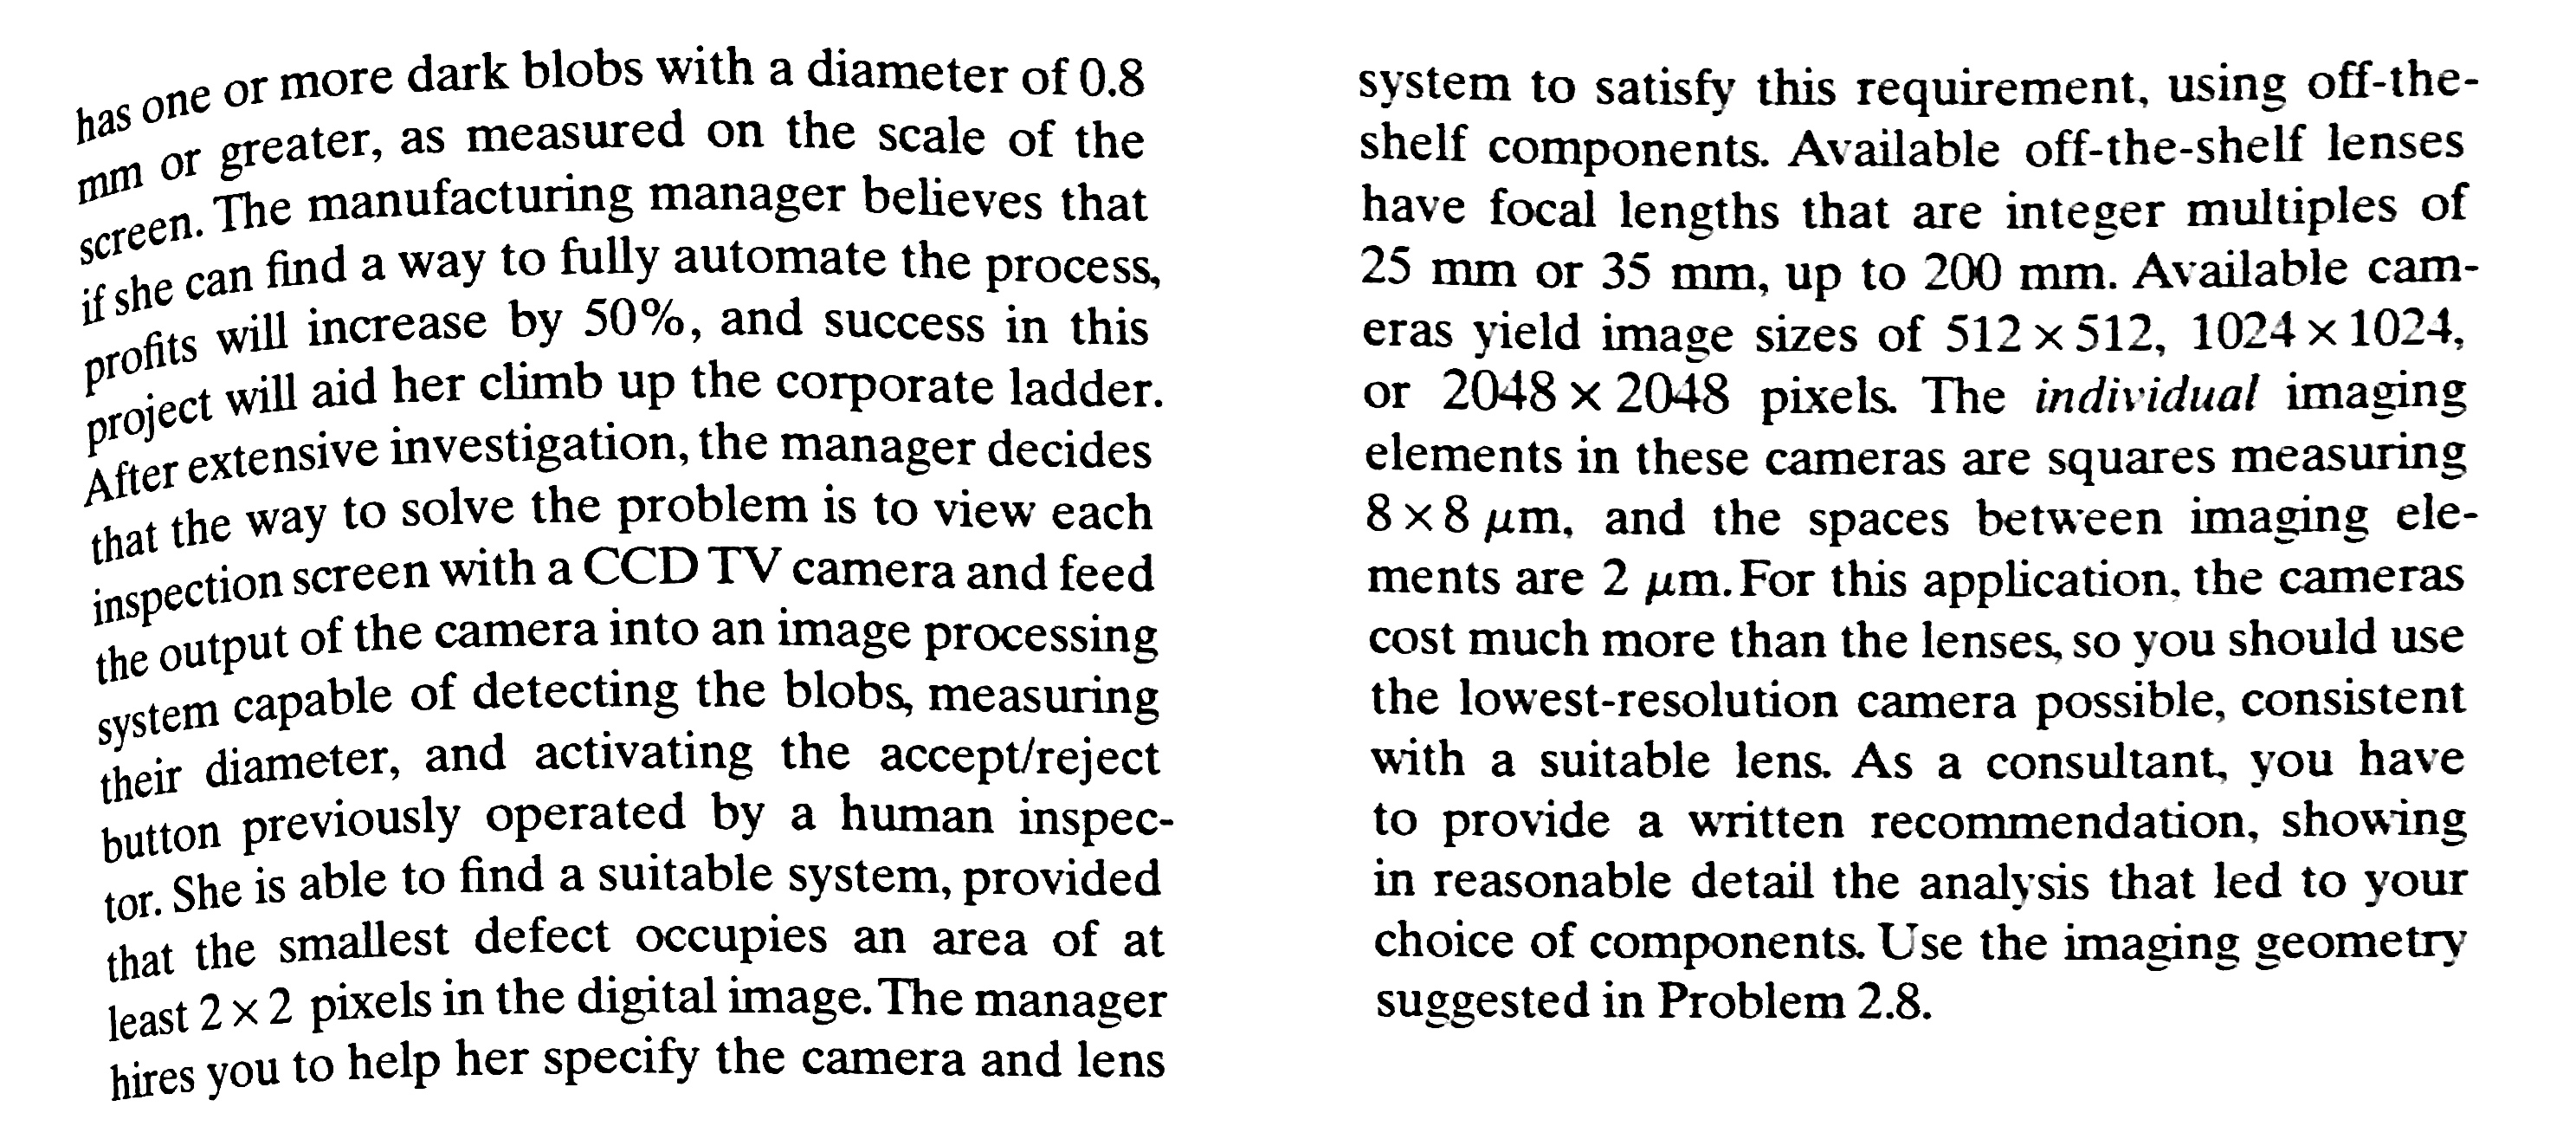 has one or more dark blobs with a diameter of 0.8
mm or greater, as measured on the scale of the
screen. The manufacturing manager believes that
if she can find a way to fully automate the process,
profits will increase by 50%, and success in this
project will aid her climb up the corporate ladder.
After extensive investigation, the manager decides
that the way to solve the problem is to view each
inspection screen with a CCD TV camera and feed
the output of the camera into an image processing
system capable of detecting the blobs, measuring
their diameter, and activating the accept/reject
button previously operated by a human inspec-
tor. She is able to find a suitable system, provided
that the smallest defect occupies an area of at
least 2 × 2 pixels in the digital image. The manager
hires you to help her specify the camera and lens
system to satisfy this requirement, using off-the-
shelf components. Available off-the-shelf lenses
have focal lengths that are integer multiples of
25 mm or 35 mm, up to 200 mm. Available cam-
eras yield image sizes of 512 × 512, 1024 × 1024,
or 2048 × 2048 pixels. The individual imaging
elements in these cameras are squares measuring
8 × 8 μm, and the spaces between imaging ele-
ments are 2 μm. For this application, the cameras
cost much more than the lenses, so you should use
the lowest-resolution camera possible, consistent
with a suitable lens. As a consultant, you have
to provide a written recommendation, showing
in reasonable detail the analysis that led to your
choice of components. Use the imaging geometry
suggested in Problem 2.8.